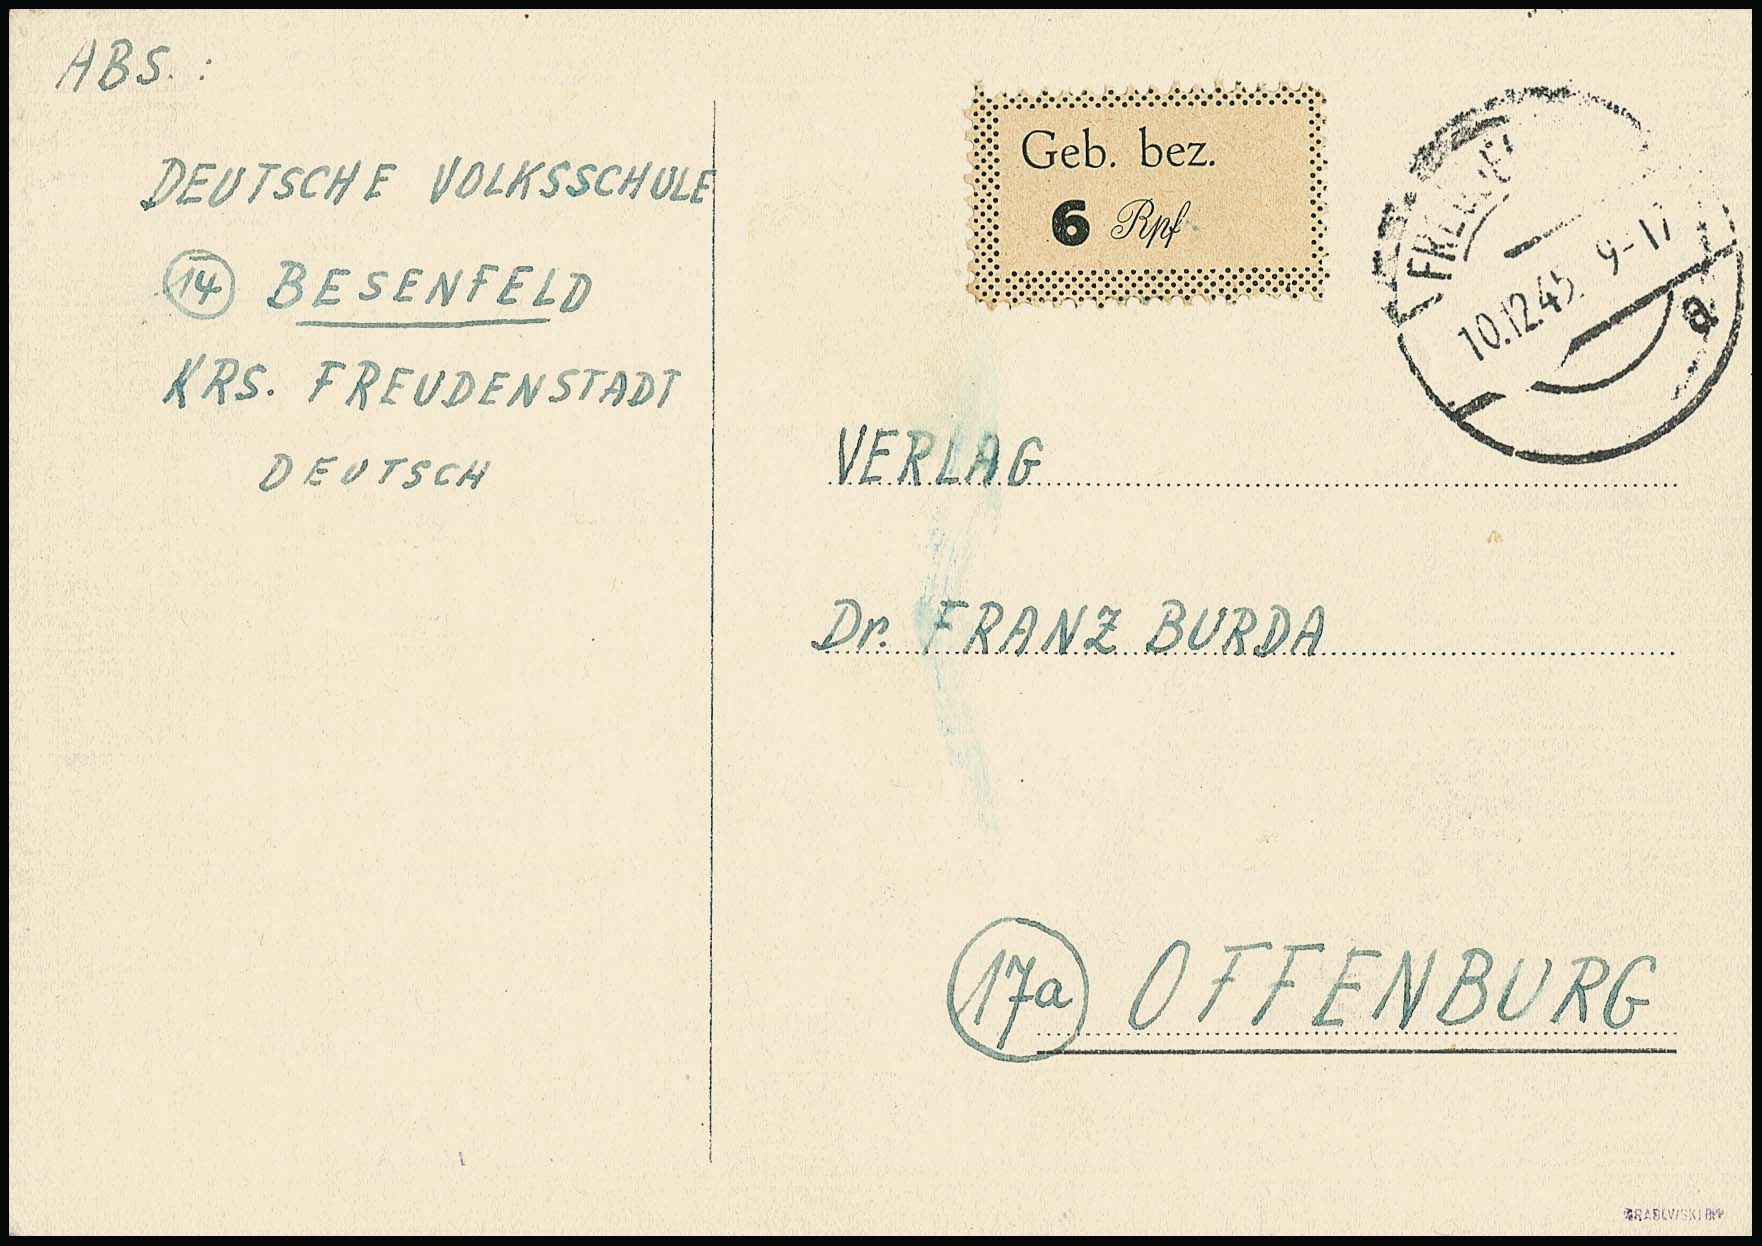 ABS.:
DEUTSCHE VOLKSSCHULE
14 BESENFELD
KRS. FREUDENSTADT
DEUTSCH
Geb. bez.
6 Rpf
10.12.45 9-17
a
VERLAG
Dr. FRANZ BURDA
17a OFFENBURG